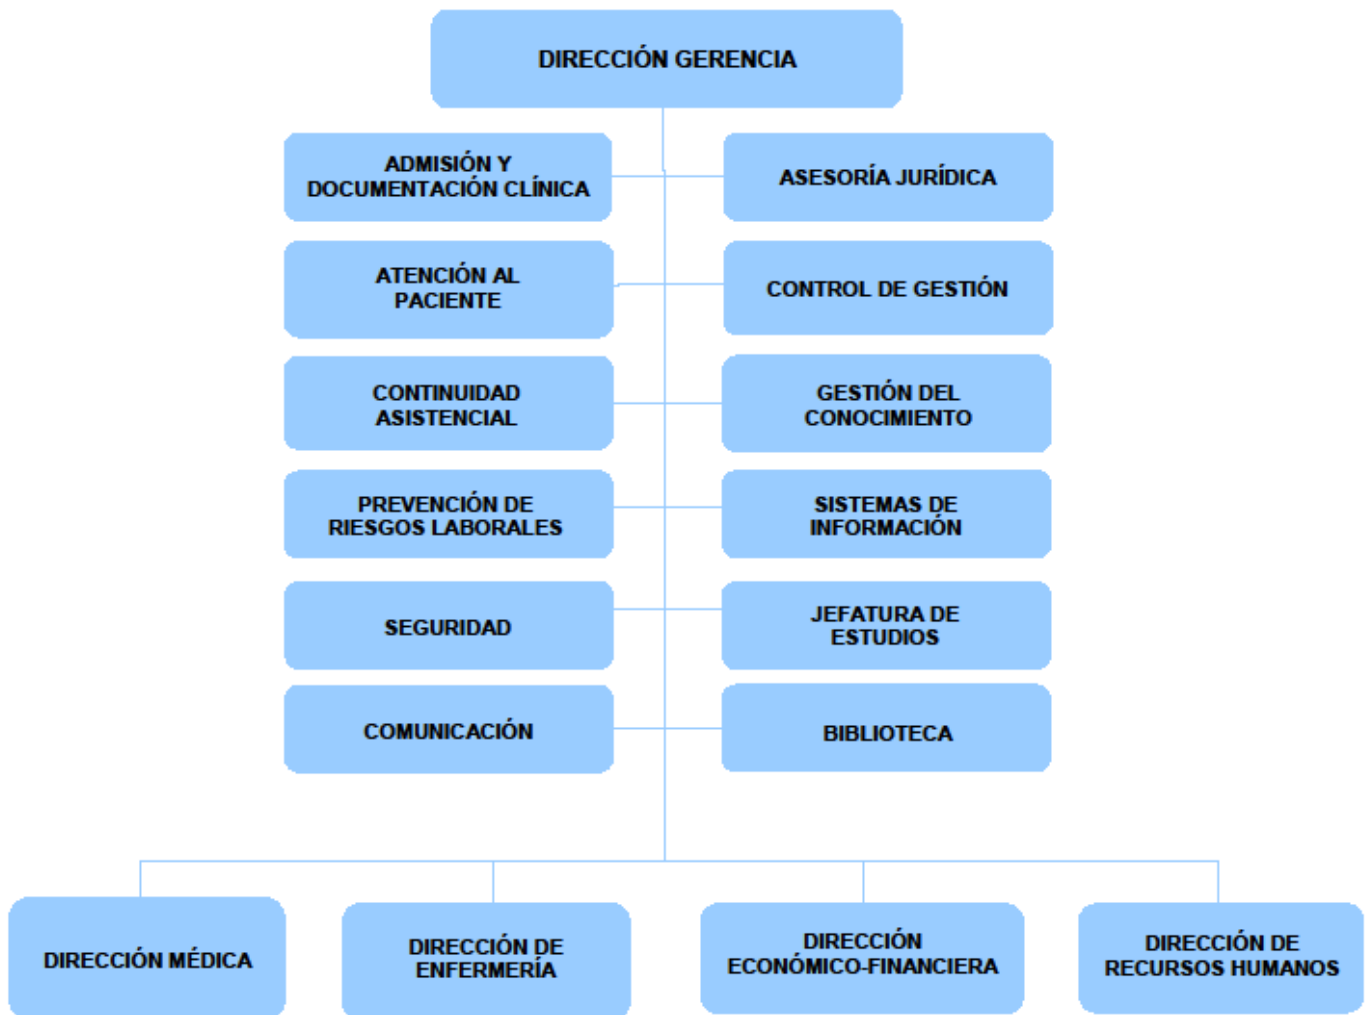 DIRECCIÓN GERENCIA
ADMISIÓN Y
DOCUMENTACIÓN CLÍNICA
ASESORÍA JURÍDICA
ATENCIÓN AL
PACIENTE
CONTROL DE GESTIÓN
CONTINUIDAD
ASISTENCIAL
GESTIÓN DEL
CONOCIMIENTO
PREVENCIÓN DE
RIESGOS LABORALES
SISTEMAS DE
INFORMACIÓN
SEGURIDAD
JEFATURA DE
ESTUDIOS
COMUNICACIÓN
BIBLIOTECA
DIRECCIÓN MÉDICA
DIRECCIÓN DE
ENFERMERÍA
DIRECCIÓN
ECONÓMICO-FINANCIERA
DIRECCIÓN DE
RECURSOS HUMANOS